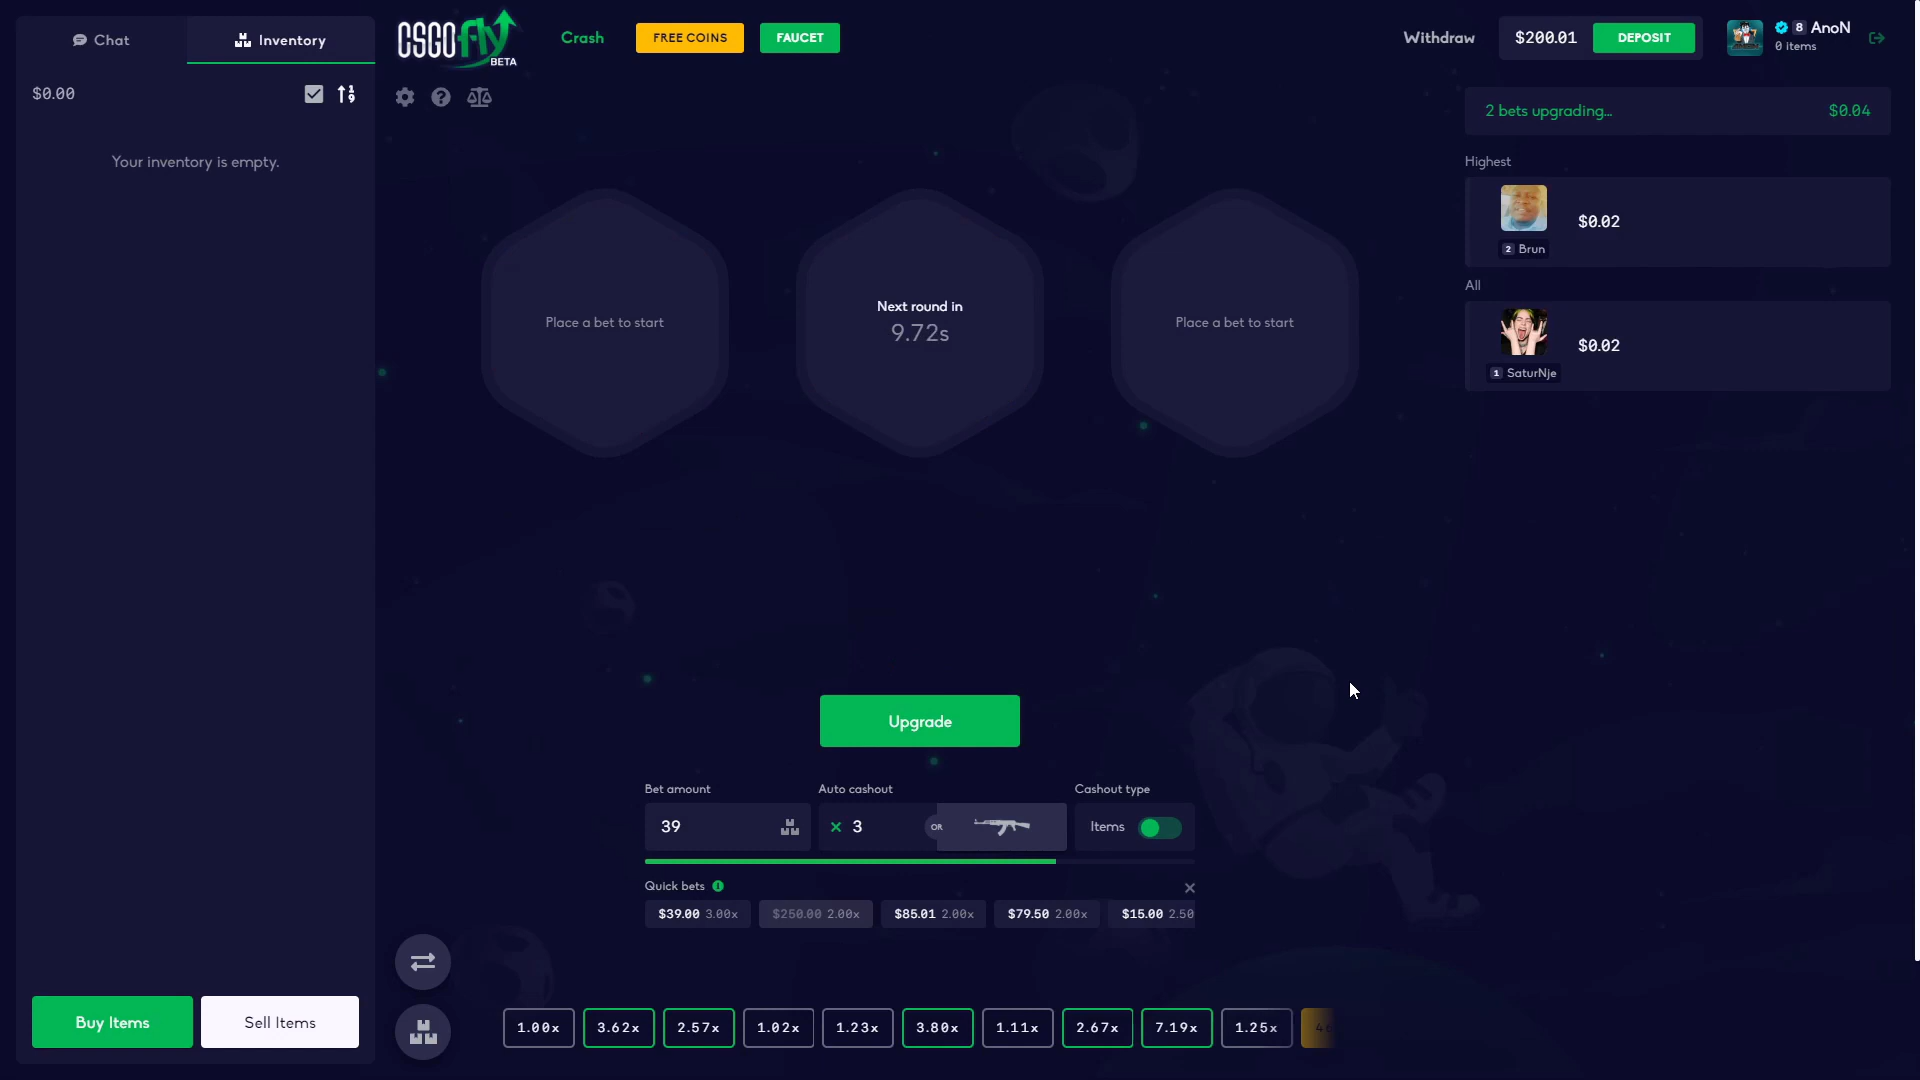 Chat
Inventory
$0.00
Your inventory is empty.
Buy Items
Sell Items
CSGOfly
BETA
Crash
FREE COINS
FAUCET
Withdraw
$200.01
DEPOSIT
8 AnoN
0 items
Place a bet to start
Next round in
9.72s
Place a bet to start
2 bets upgrading...
$0.04
Highest
$0.02
2 Brun
All
$0.02
1 SaturNje
Upgrade
Bet amount
Auto cashout
Cashout type
39
3
OR
Items
Quick bets
$39.00 3.00x
$250.00 2.00x
$85.01 2.00x
$79.50 2.00x
$15.00 2.50
1.00x
3.62x
2.57x
1.02x
1.23x
3.80x
1.11x
2.67x
7.19x
1.25x